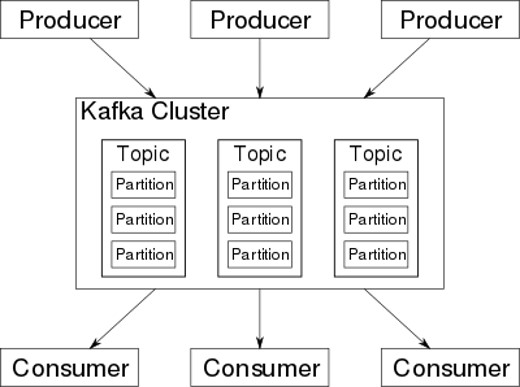 Producer Producer Producer
Kafka Cluster
Topic Topic Topic
Partition Partition Partition
Partition Partition Partition
Partition Partition Partition
Consumer Consumer Consumer